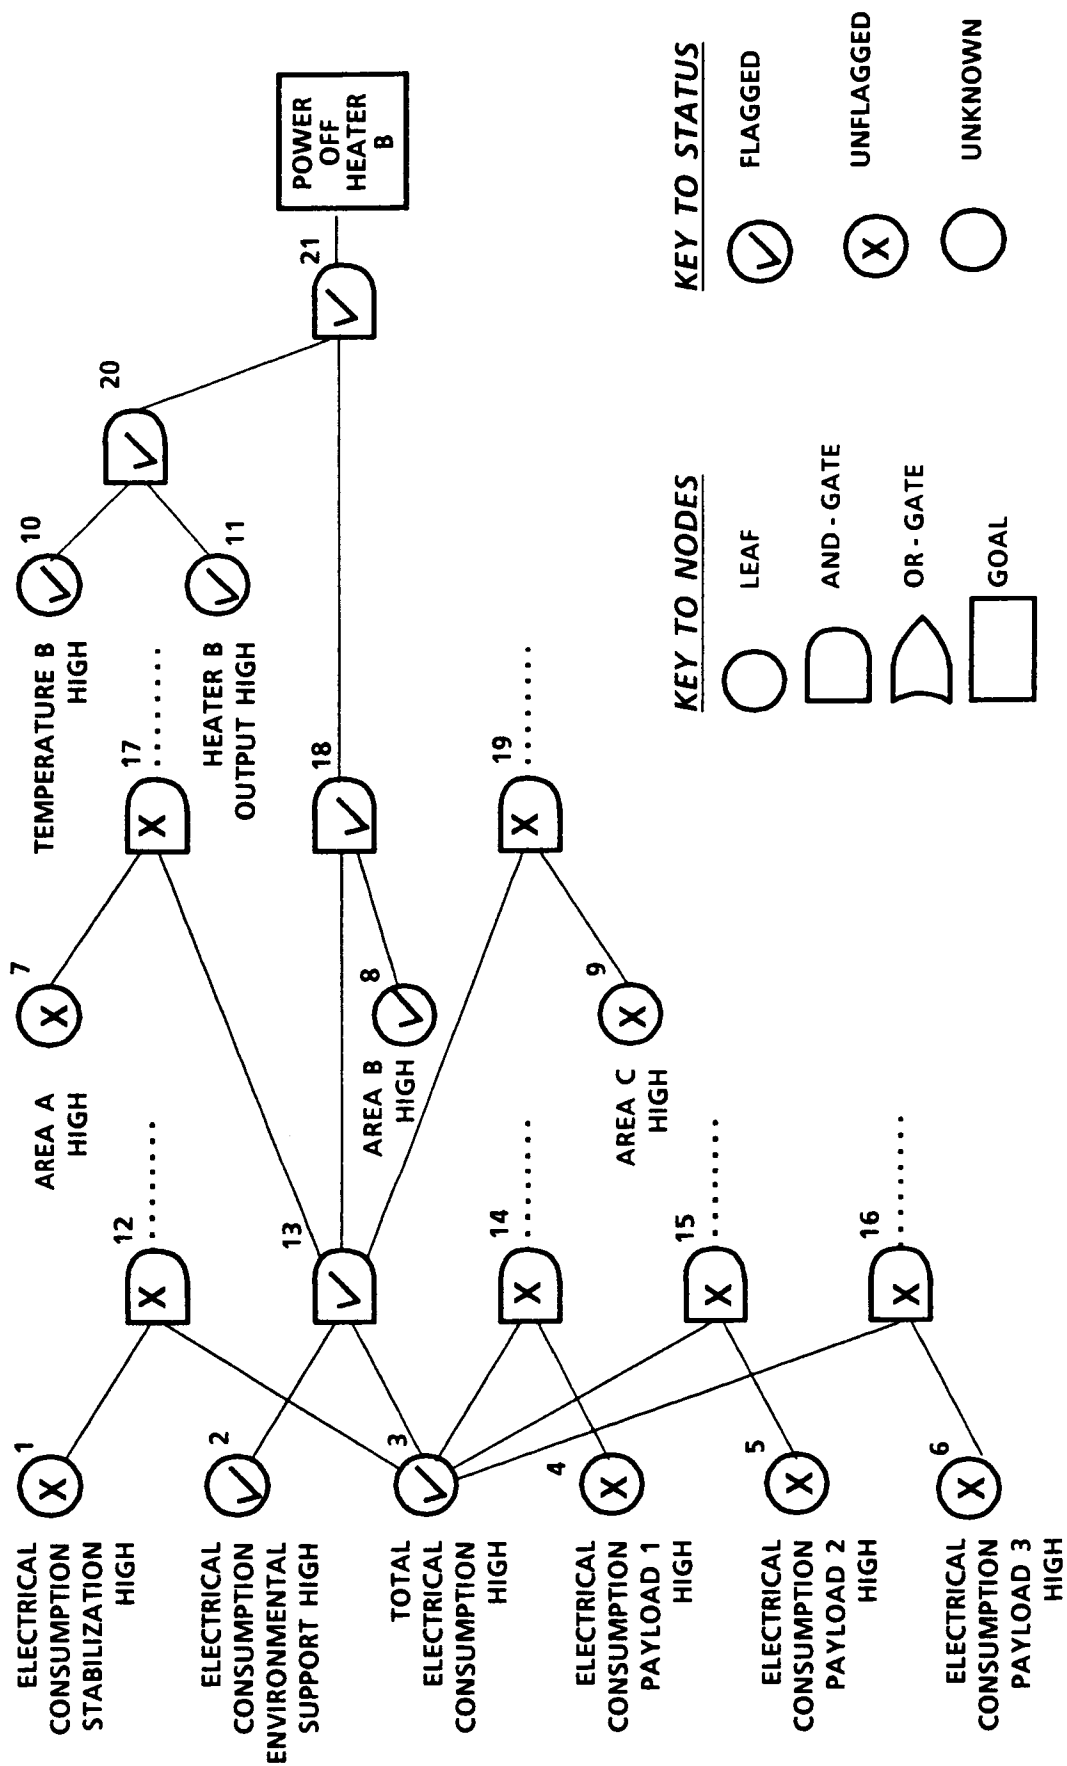 ELECTRICAL
CONSUMPTION
STABILIZATION
HIGH
1
X
ELECTRICAL
CONSUMPTION
ENVIRONMENTAL
SUPPORT HIGH
2
TOTAL
ELECTRICAL
CONSUMPTION
HIGH
3
ELECTRICAL
CONSUMPTION
PAYLOAD 1
HIGH
4
X
ELECTRICAL
CONSUMPTION
PAYLOAD 2
HIGH
5
X
ELECTRICAL
CONSUMPTION
PAYLOAD 3
HIGH
6
X
12
X
13
14
X
15
X
16
X
AREA A
HIGH
7
X
AREA B
HIGH
8
AREA C
HIGH
9
X
17
X
18
19
X
TEMPERATURE B
HIGH
10
HEATER B
OUTPUT HIGH
11
20
21
POWER
OFF
HEATER
B
KEY TO NODES
LEAF
AND - GATE
OR - GATE
GOAL
KEY TO STATUS
FLAGGED
X
UNFLAGGED
UNKNOWN